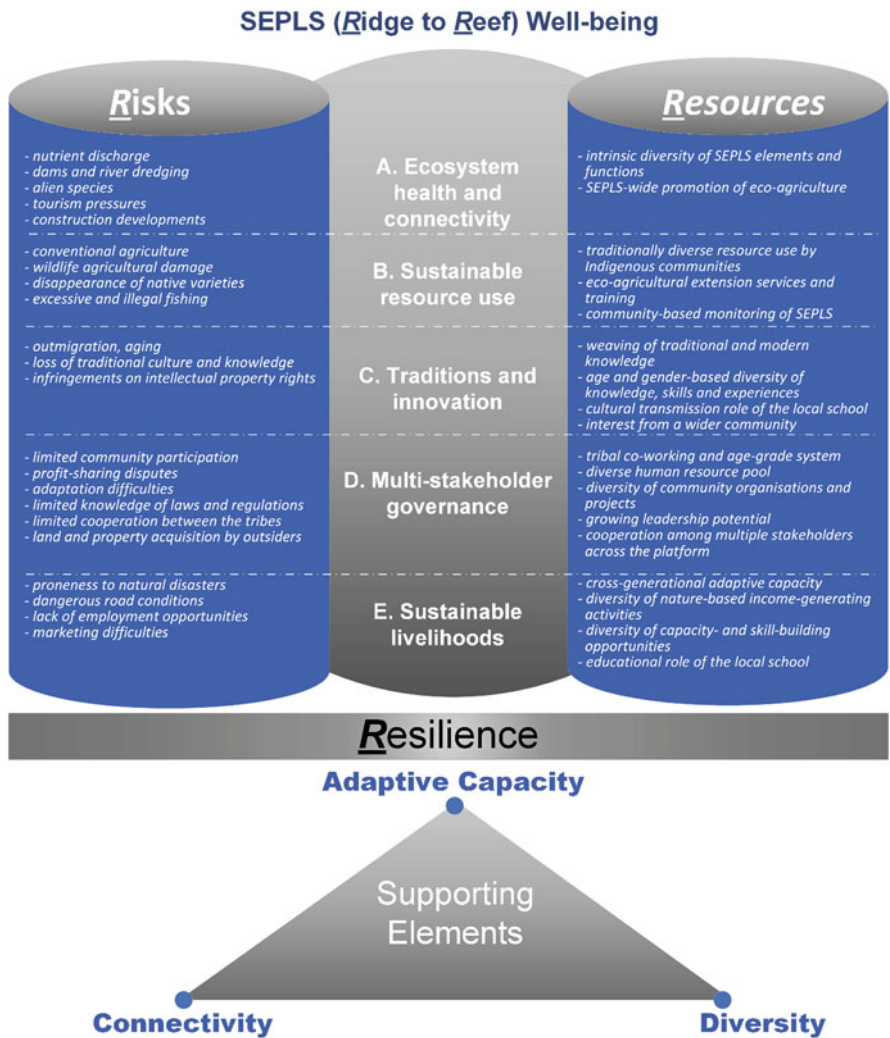 SEPLS (Ridge to Reef) Well-being
Risks
- nutrient discharge
- dams and river dredging
- alien species
- tourism pressures
- construction developments
- conventional agriculture
- wildlife agricultural damage
- disappearance of native varieties
- excessive and illegal fishing
- outmigration, aging
- loss of traditional culture and knowledge
- infringements on intellectual property rights
- limited community participation
- profit-sharing disputes
- adaptation difficulties
- limited knowledge of laws and regulations
- limited cooperation between the tribes
- land and property acquisition by outsiders
- proneness to natural disasters
- dangerous road conditions
- lack of employment opportunities
- marketing difficulties
A. Ecosystem
health and
connectivity
B. Sustainable
resource use
C. Traditions and
innovation
D. Multi-stakeholder
governance
E. Sustainable
livelihoods
Resources
- intrinsic diversity of SEPLS elements and
functions
- SEPLS-wide promotion of eco-agriculture
- traditionally diverse resource use by
Indigenous communities
- eco-agricultural extension services and
training
- community-based monitoring of SEPLS
- weaving of traditional and modern
knowledge
- age and gender-based diversity of
knowledge, skills and experiences
- cultural transmission role of the local school
- interest from a wider community
- tribal co-working and age-grade system
- diverse human resource pool
- diversity of community organisations and
projects
- growing leadership potential
- cooperation among multiple stakeholders
across the platform
- cross-generational adaptive capacity
- diversity of nature-based income-generating
activities
- diversity of capacity- and skill-building
opportunities
- educational role of the local school
Resilience
Adaptive Capacity
Supporting
Elements
Connectivity
Diversity